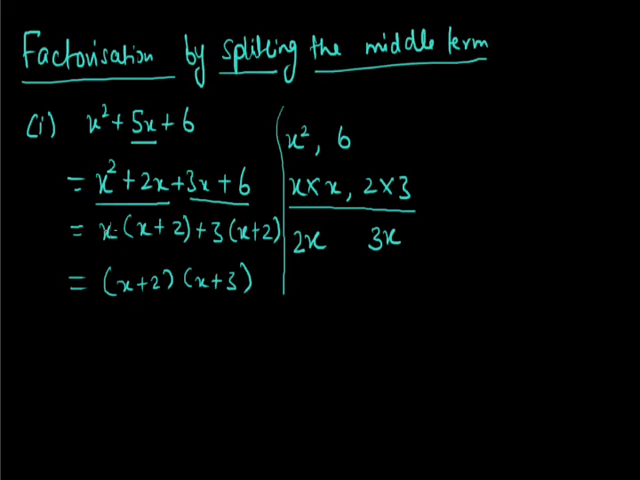 Factorisation by splitting the middle term
(i) x² + 5x + 6
= x² + 2x + 3x + 6
= x·(x+2)+3(x+2)
= (x+2) (x+3)
x², 6
x×x, 2×3
2x 3x